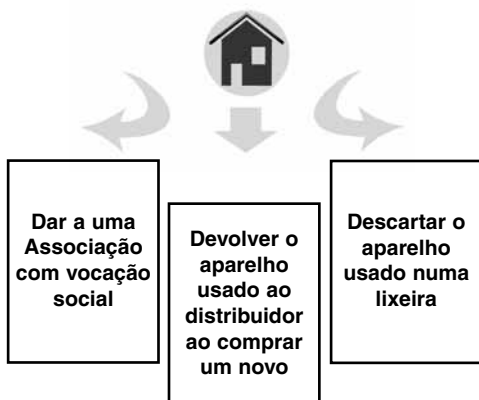 Dar a uma
Associação
com vocação
social
Devolver o
aparelho
usado ao
distribuidor
ao comprar
um novo
Descartar o
aparelho
usado numa
lixeira